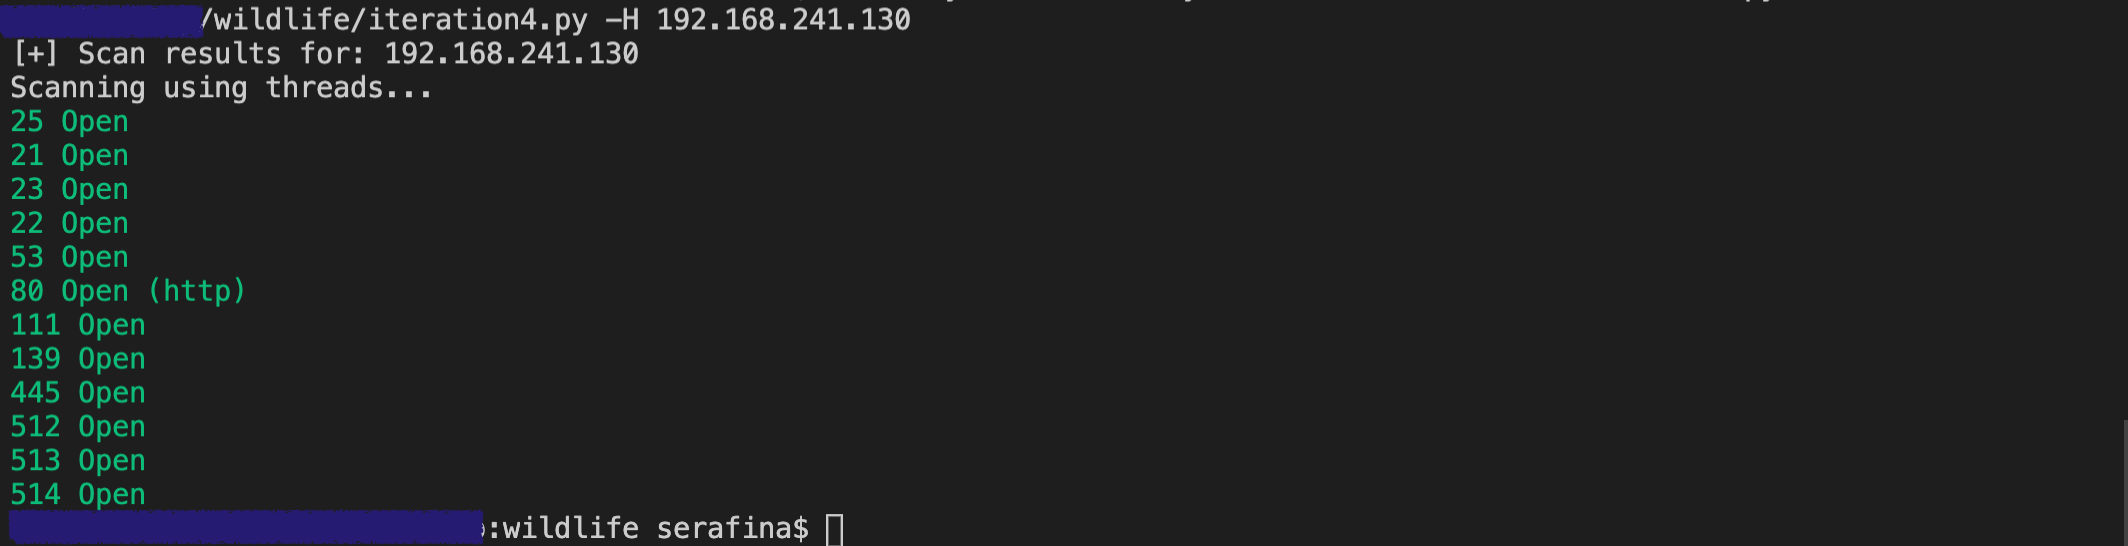 /wildlife/iteration4.py -H 192.168.241.130
[+] Scan results for: 192.168.241.130
Scanning using threads...
25 Open
21 Open
23 Open
22 Open
53 Open
80 Open (http)
111 Open
139 Open
445 Open
512 Open
513 Open
514 Open
:wildlife serafina$